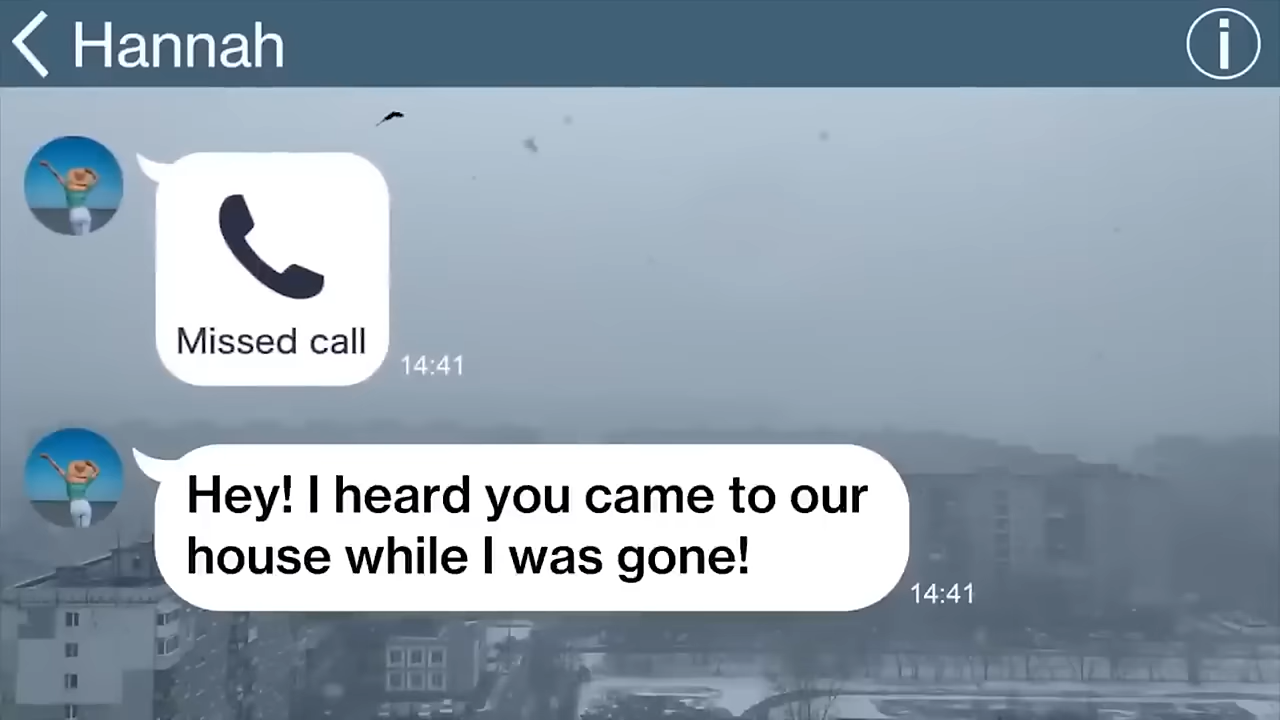 Hannah
Missed call
14:41
Hey! I heard you came to our
house while I was gone!
14:41